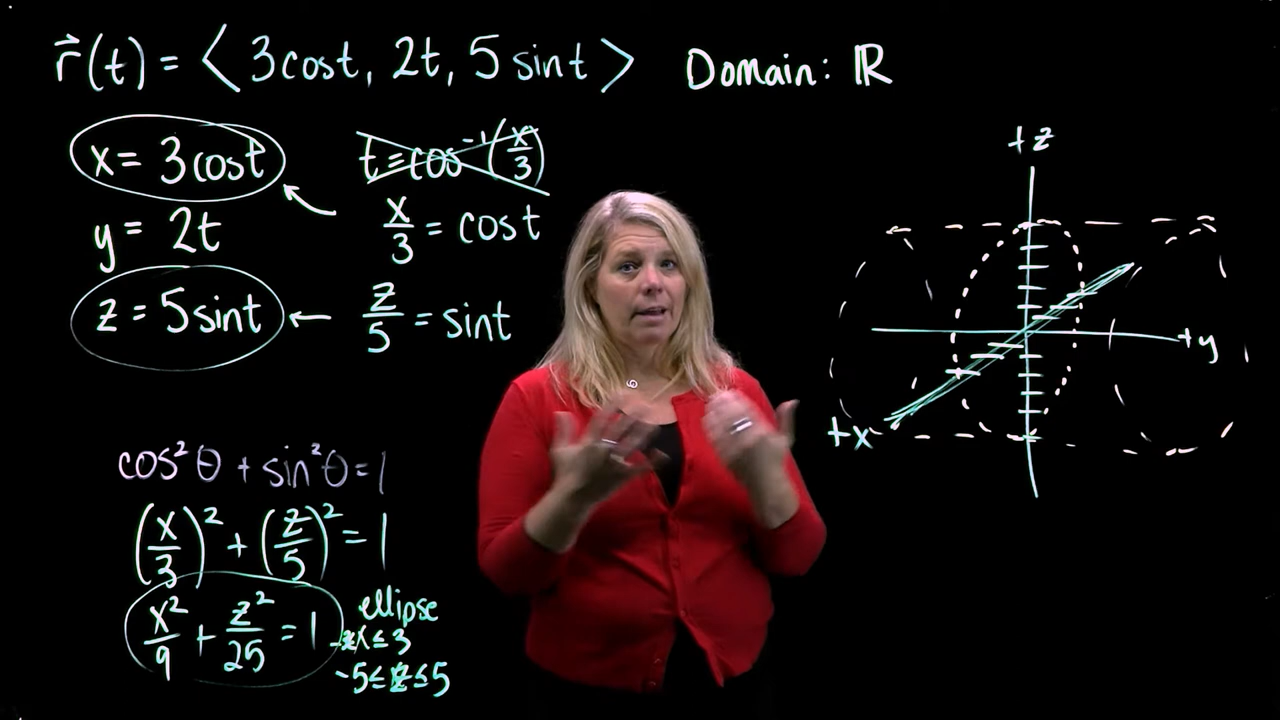 r⃗(t) = ⟨3cost, 2t, 5sint⟩ Domain: ℝ
x = 3cost
t = cos⁻¹(x/3)
x/3 = cost
y = 2t
z = 5sint
z/5 = sint
cos²θ + sin²θ = 1
(x/3)² + (z/5)² = 1
x²/9 + z²/25 = 1
ellipse
x ≤ 3
-5 ≤ z ≤ 5
+z
+y
+x